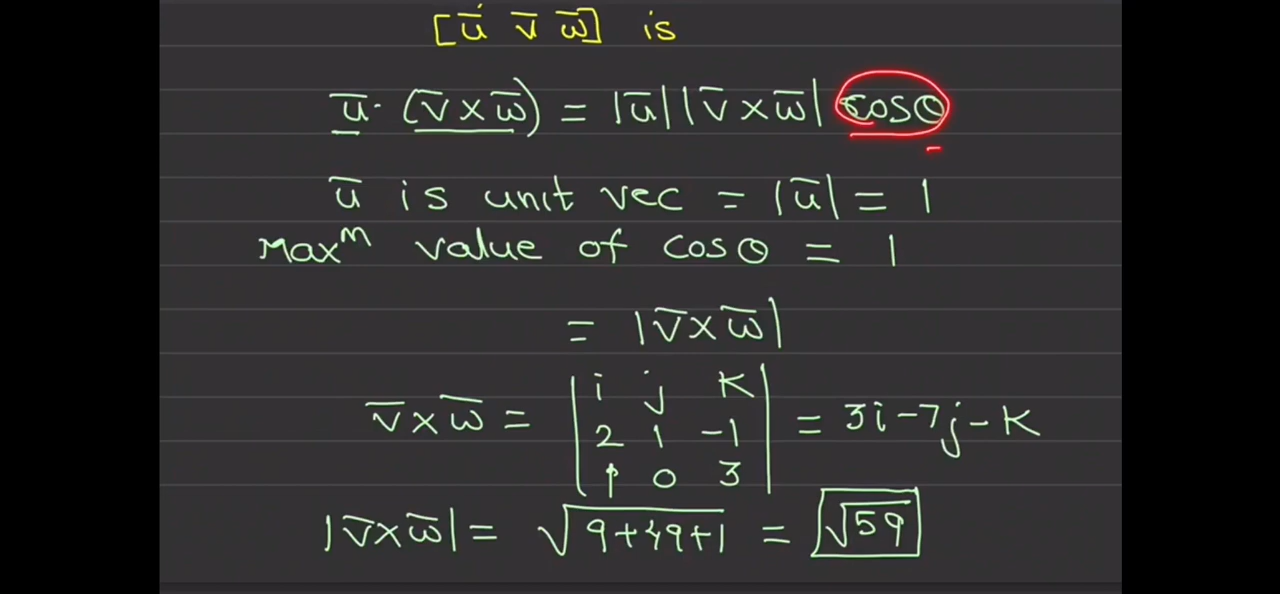 [ū v̄ w̄] is
ū · (v̄ × w̄) = |ū| |v̄ × w̄| cosθ
ū is unit vec = |ū| = 1
Maxᵐ value of cosθ = 1
= |v̄ × w̄|
v̄ × w̄ = | i j K | = 3i - 7j - K
2 1 -1
1 0 3
|v̄ × w̄| = √9+49+1 = √59